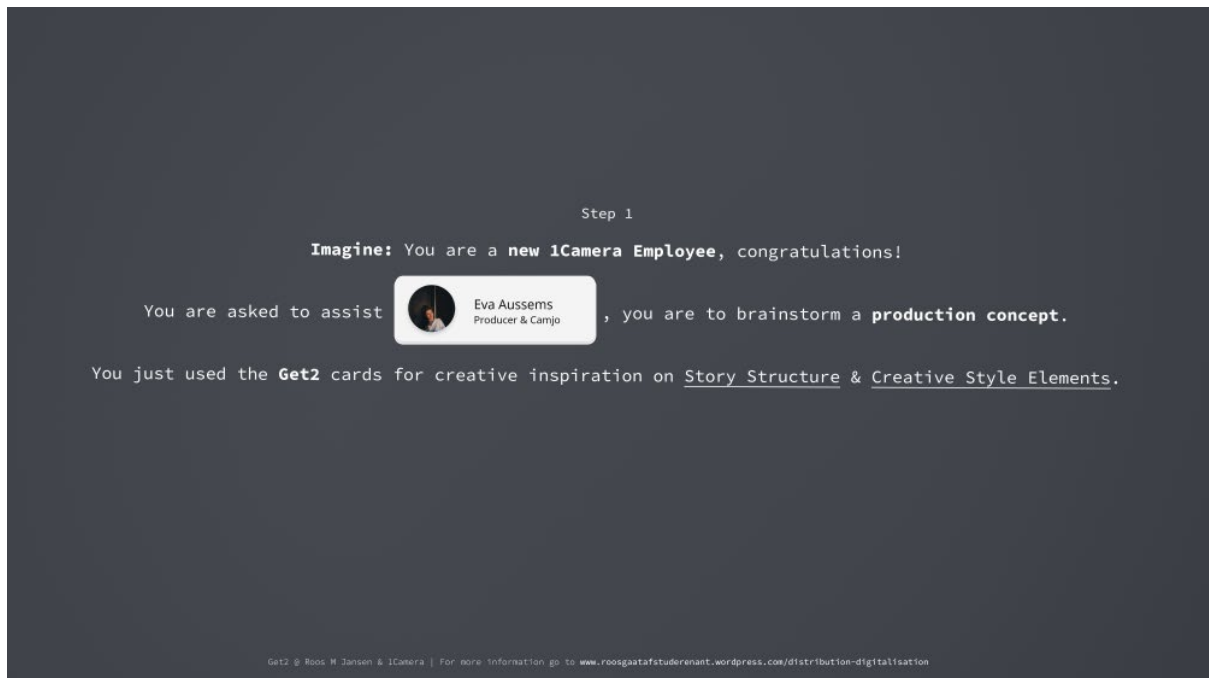 Step 1
Imagine: You are a new 1Camera Employee, congratulations!
You are asked to assist Eva Aussems
Producer & Camjo , you are to brainstorm a production concept.
You just used the Get2 cards for creative inspiration on Story Structure & Creative Style Elements.
Get2 @ Roos M Jansen & 1Camera | For more information go to www.roosgaatafstuderenant.wordpress.com/distribution-digitalisation